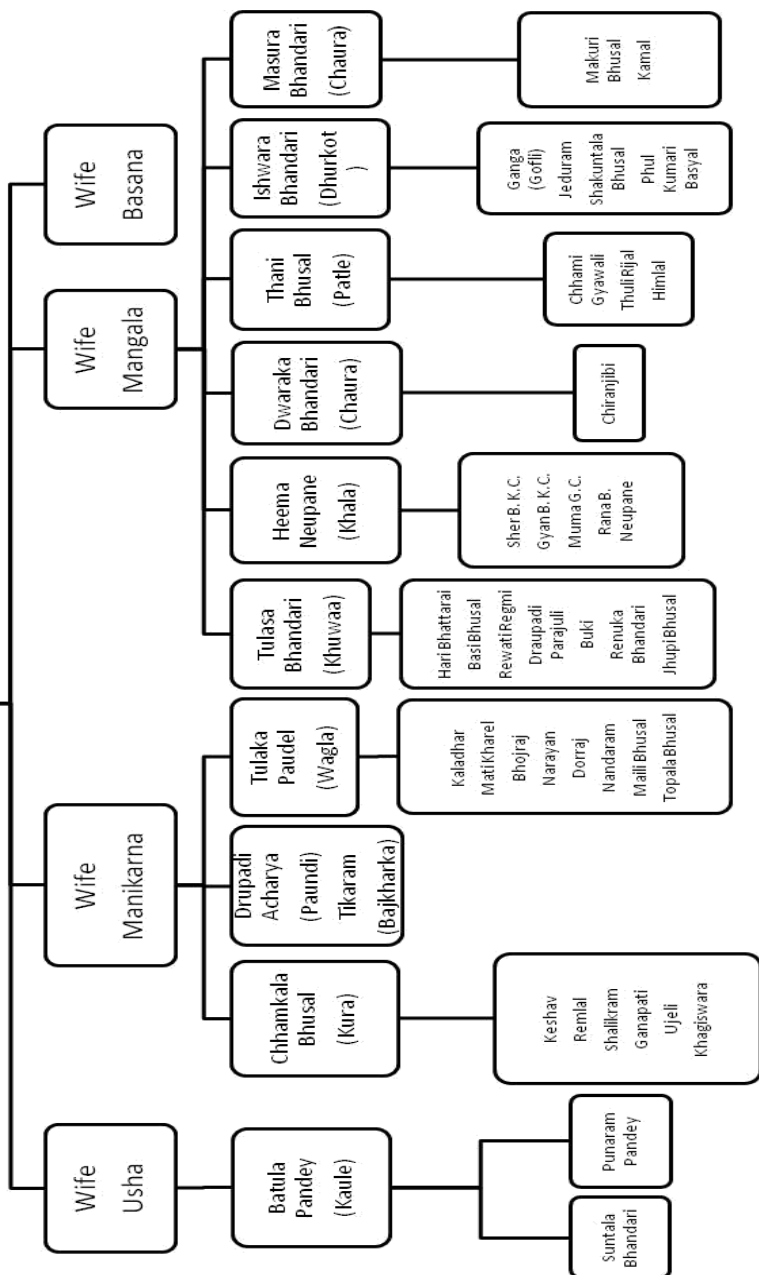 Wife
Usha
Wife
Manikarna
Wife
Mangala
Wife
Basana
Batula
Pandey
(Kaule)
Chhamkala
Bhusal
(Kura)
Drupadi
Acharya
(Paundi)
Tikaram
(Bajkharka)
Tulaka
Paudel
(Wagla)
Tulasa
Bhandari
(Khuwaa)
Heema
Neupane
(Khala)
Dwaraka
Bhandari
(Chaura)
Thani
Bhusal
(Patle)
Ishwara
Bhandari
(Dhurkot
)
Masura
Bhandari
(Chaura)
Suntala
Bhandari
Punaram
Pandey
Keshav
Remlal
Shalikram
Ganapati
Ujeli
Khagiswara
Kaladhar
Mati Kharel
Bhojraj
Narayan
Dorraj
Nandaram
Maili Bhusal
Topala Bhusal
Hari Bhattarai
Basi Bhusal
Rewati Regmi
Draupadi
Parajuli
Buki
Renuka
Bhandari
Jhupi Bhusal
Sher B. K.C.
Gyan B. K.C.
Muma G.C.
Rana B.
Neupane
Chiranjibi
Chhami
Gyawali
Thuli Rijal
Himlal
Ganga
(Gofli)
Jeduram
Shakuntala
Bhusal
Phul
Kumari
Basyal
Makuri
Bhusal
Kamal